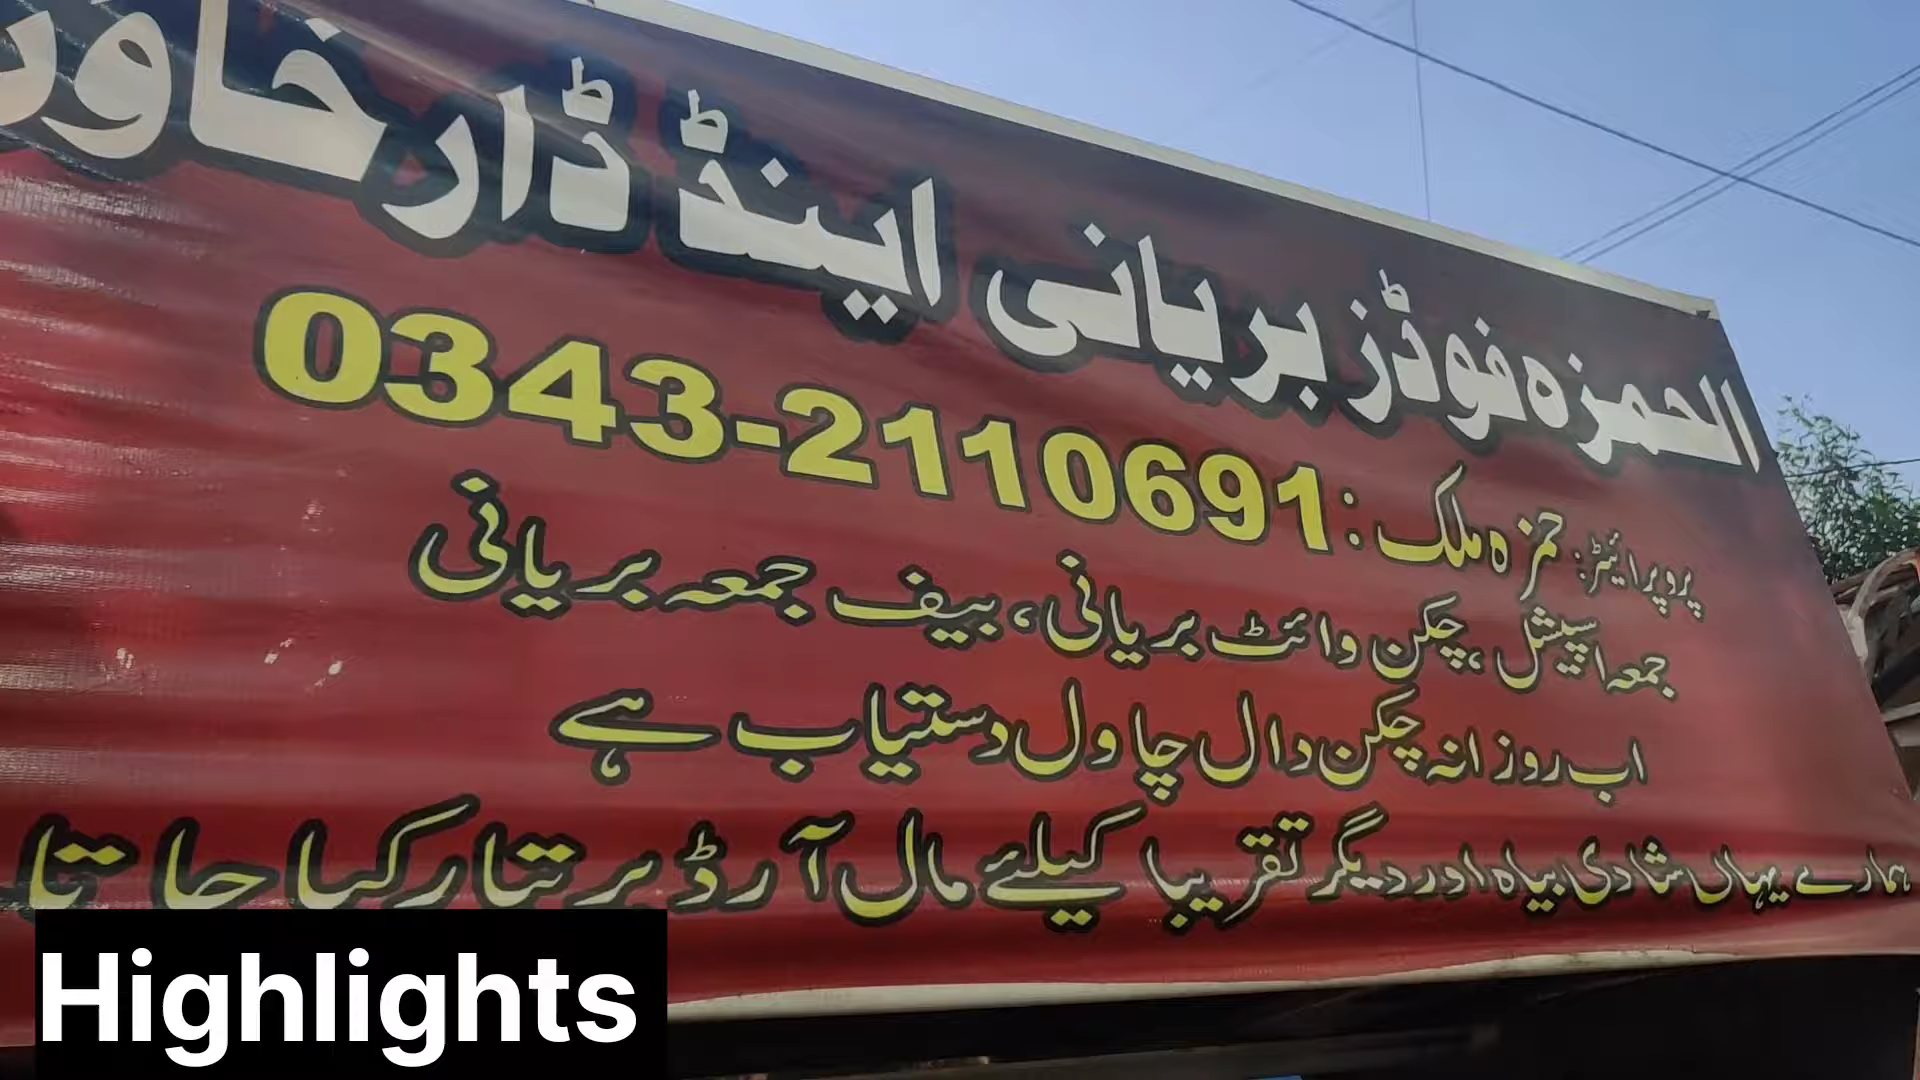 الحمزہ فوڈز بریانی اینڈ ڈار خاور
پروپرائیٹر: حمزہ ملک: 0343-2110691
جمعہ اسپیشل، چکن وائٹ بریانی، بیف جمعہ بریانی
اب روزانہ چکن دال چاول دستیاب ہے
ہمارے یہاں شادی بیاہ اور دیگر تقریبا کیلئے مال آرڈر پر تیار کیا جاتا
Highlights